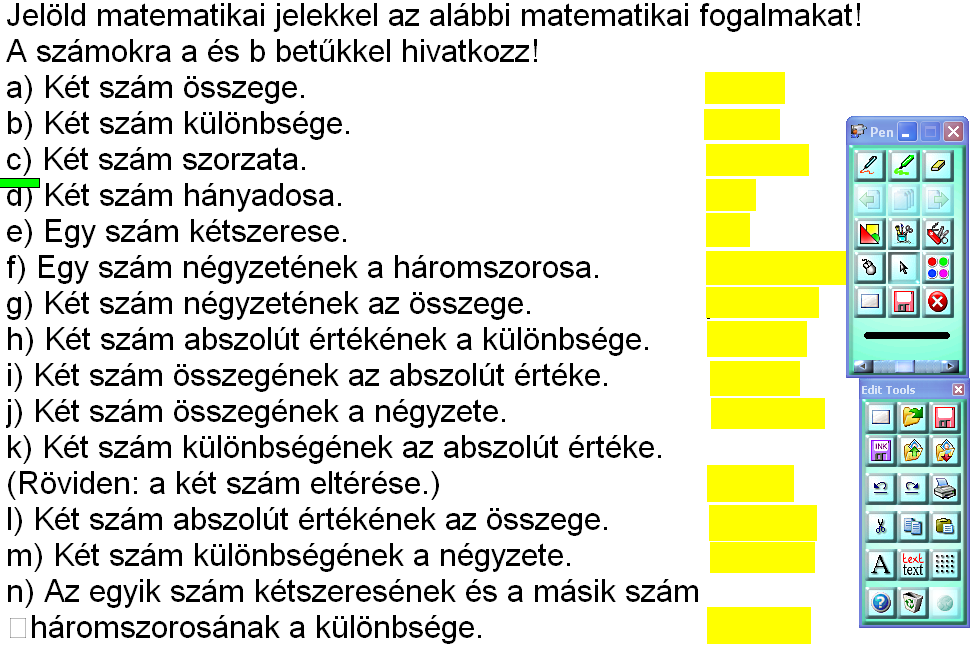 Jelöld matematikai jelekkel az alábbi matematikai fogalmakat!
A számokra a és b betűkkel hivatkozz!
a) Két szám összege.
b) Két szám különbsége.
c) Két szám szorzata.
d) Két szám hányadosa.
e) Egy szám kétszerese.
f) Egy szám négyzetének a háromszorosa.
g) Két szám négyzetének az összege.
h) Két szám abszolút értékének a különbsége.
i) Két szám összegének az abszolút értéke.
j) Két szám összegének a négyzete.
k) Két szám különbségének az abszolút értéke.
(Röviden: a két szám eltérése.)
l) Két szám abszolút értékének az összege.
m) Két szám különbségének a négyzete.
n) Az egyik szám kétszeresének és a másik szám
háromszorosának a különbsége.
Pen
Edit Tools
INK
A
text
text